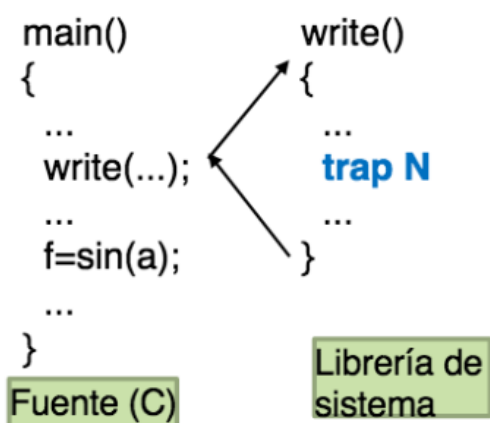 main()
{
...
write(...);
...
f=sin(a);
...
}
Fuente (C)
write()
{
...
trap N
...
}
Librería de
sistema